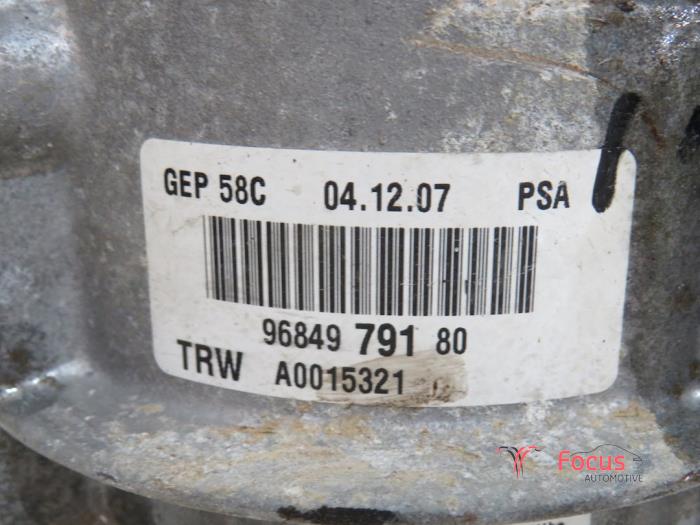 GEP 58C 04.12.07 PSA
96849 791 80
TRW A0015321
Focus
AUTOMOTIVE